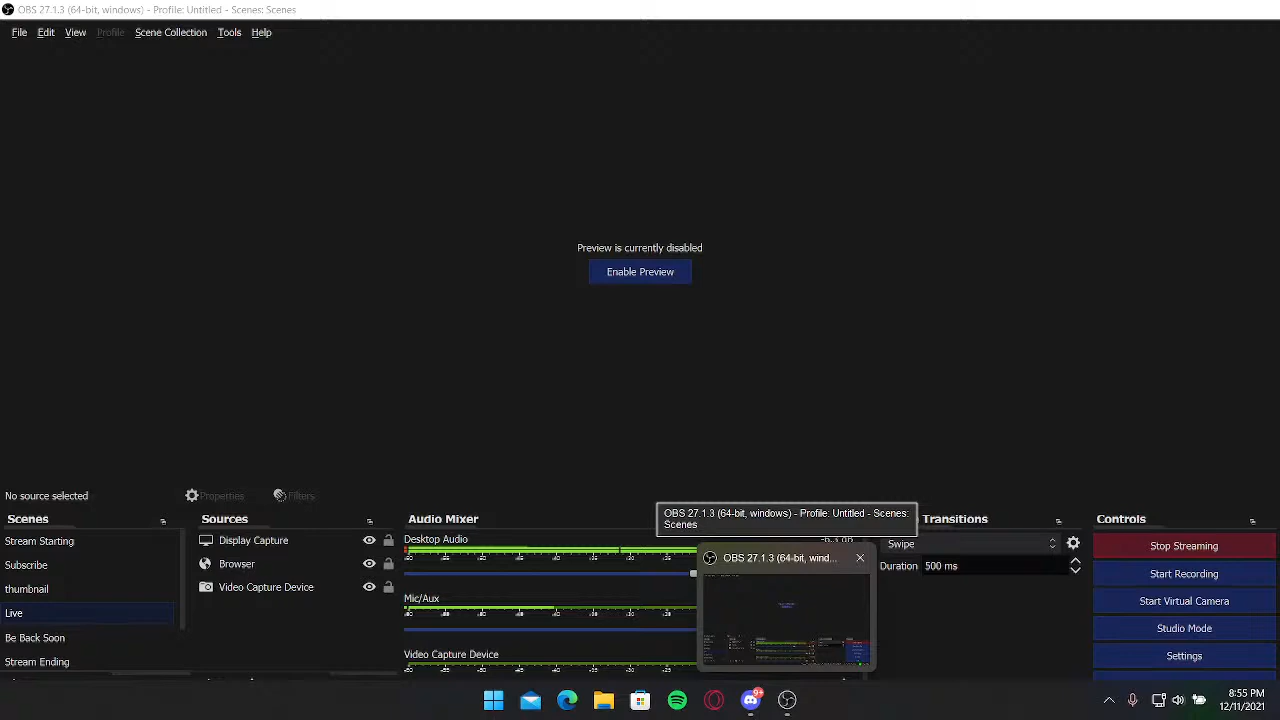 OBS 27.1.3 (64-bit, windows) - Profile: Untitled - Scenes: Scenes
File Edit View Profile Scene Collection Tools Help
Preview is currently disabled
Enable Preview
No source selected
Properties
Filters
Scenes
Stream Starting
Subscribe
thumbnail
Live
Be Back Soon
Stream Ending
Sources
Display Capture
Browser
Video Capture Device
Audio Mixer
Desktop Audio
Mic/Aux
Video Capture Device
OBS 27.1.3 (64-bit, windows) - Profile: Untitled - Scenes:
Scenes
OBS 27.1.3 (64-bit, wind...
Transitions
Swipe
Duration 500 ms
Controls
Stop Streaming
Start Recording
Start Virtual Camera
Studio Mode
Settings
9+
8:55 PM
12/11/2021